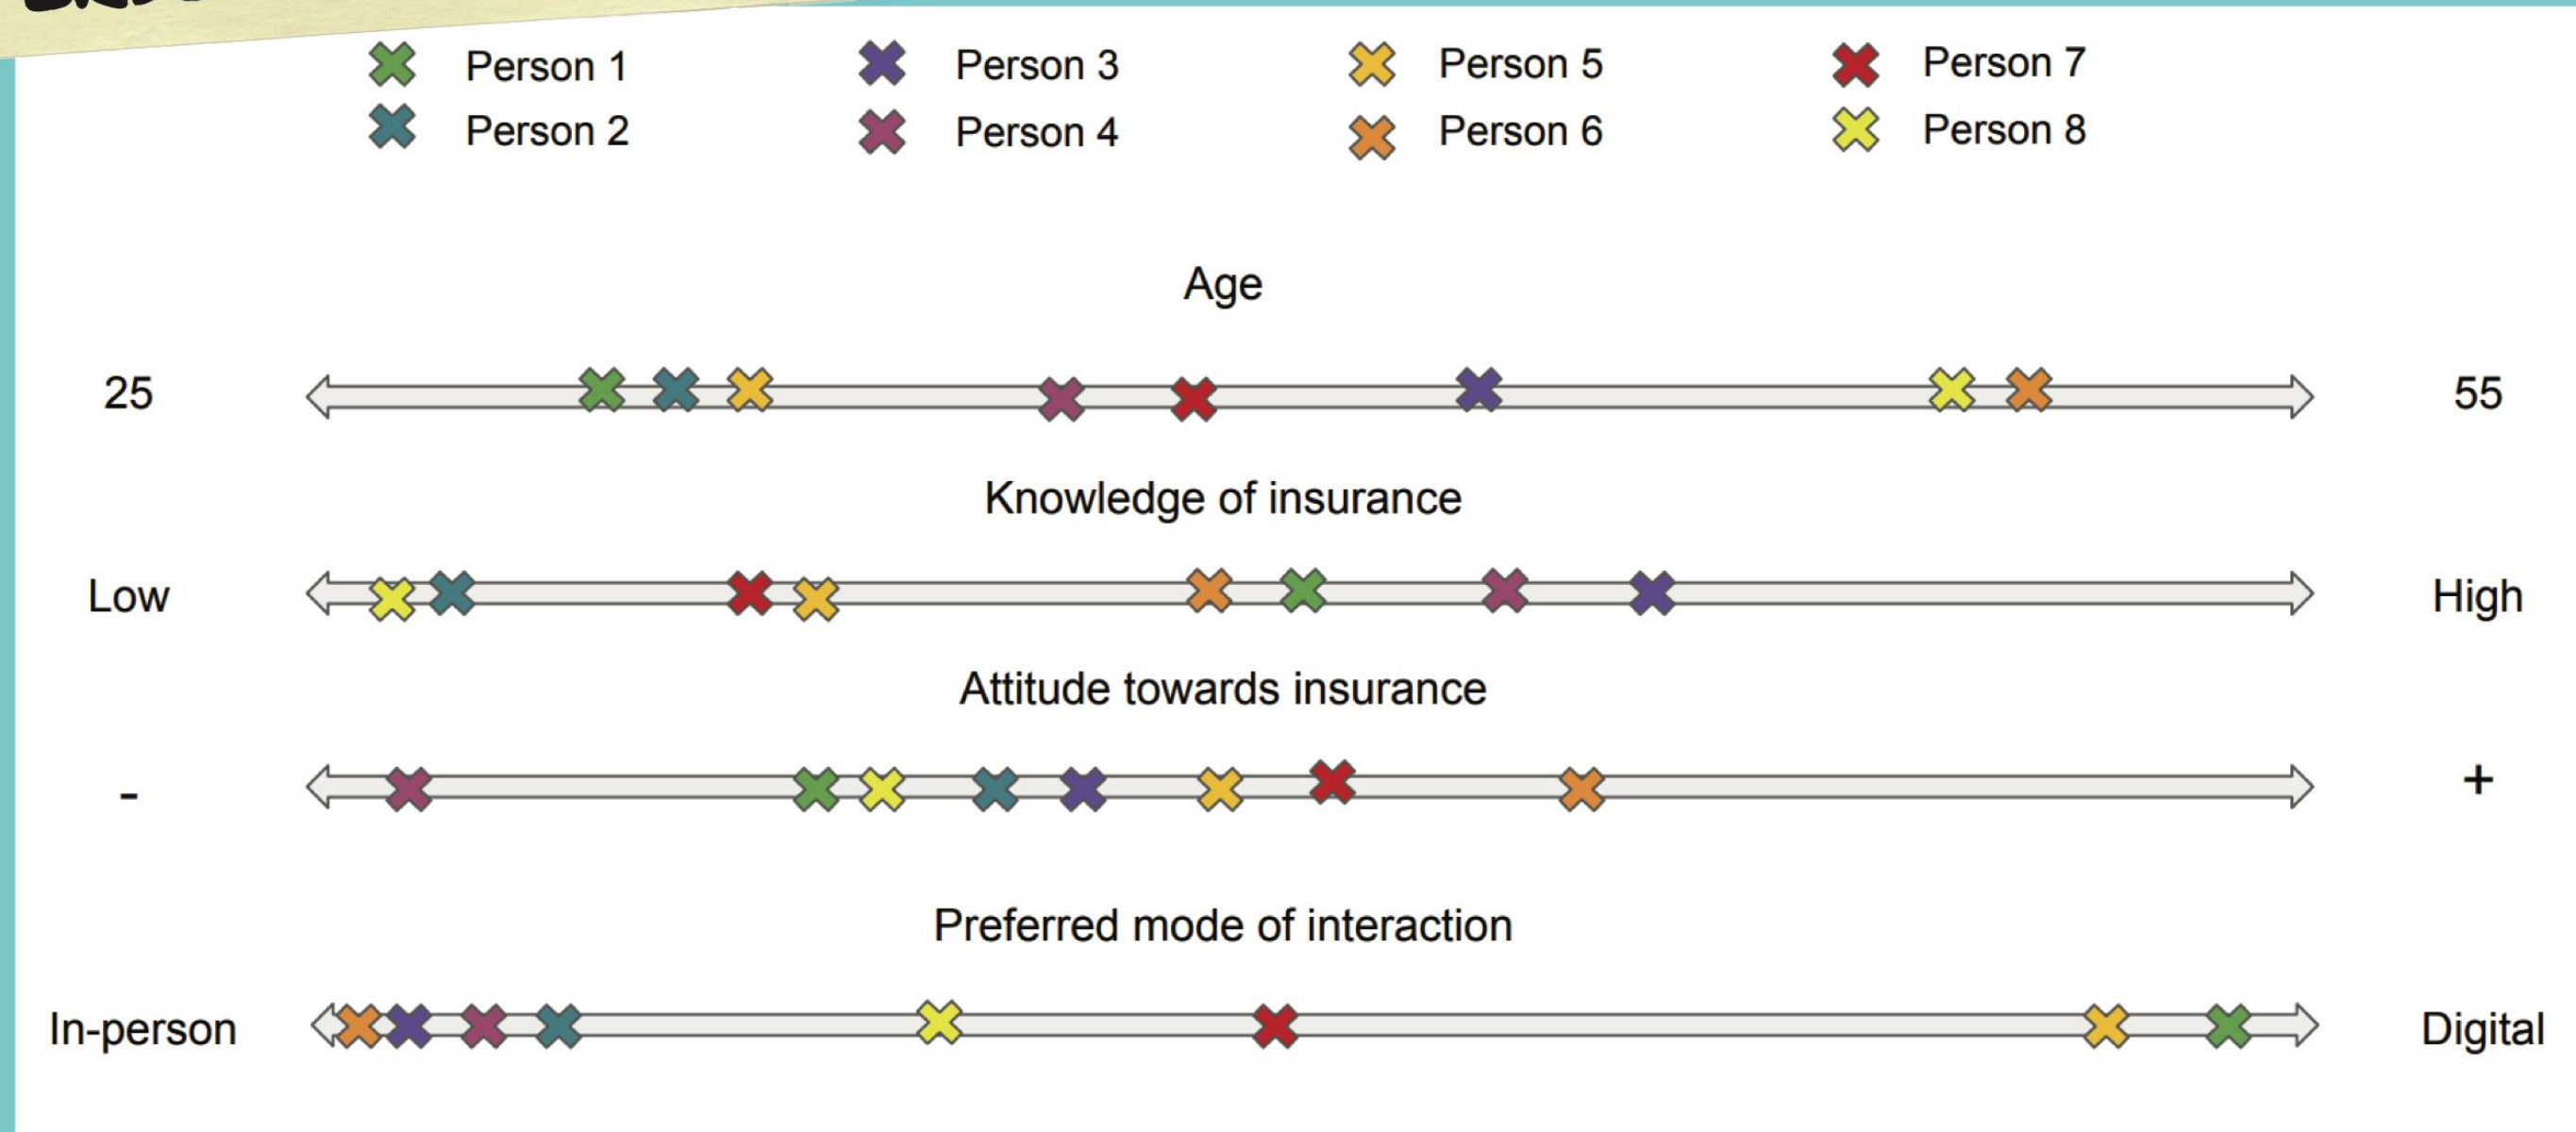 Person 1
Person 3
Person 5
Person 7
Person 2
Person 4
Person 6
Person 8
Age
25
55
Knowledge of insurance
Low
High
Attitude towards insurance
-
+
Preferred mode of interaction
In-person
Digital